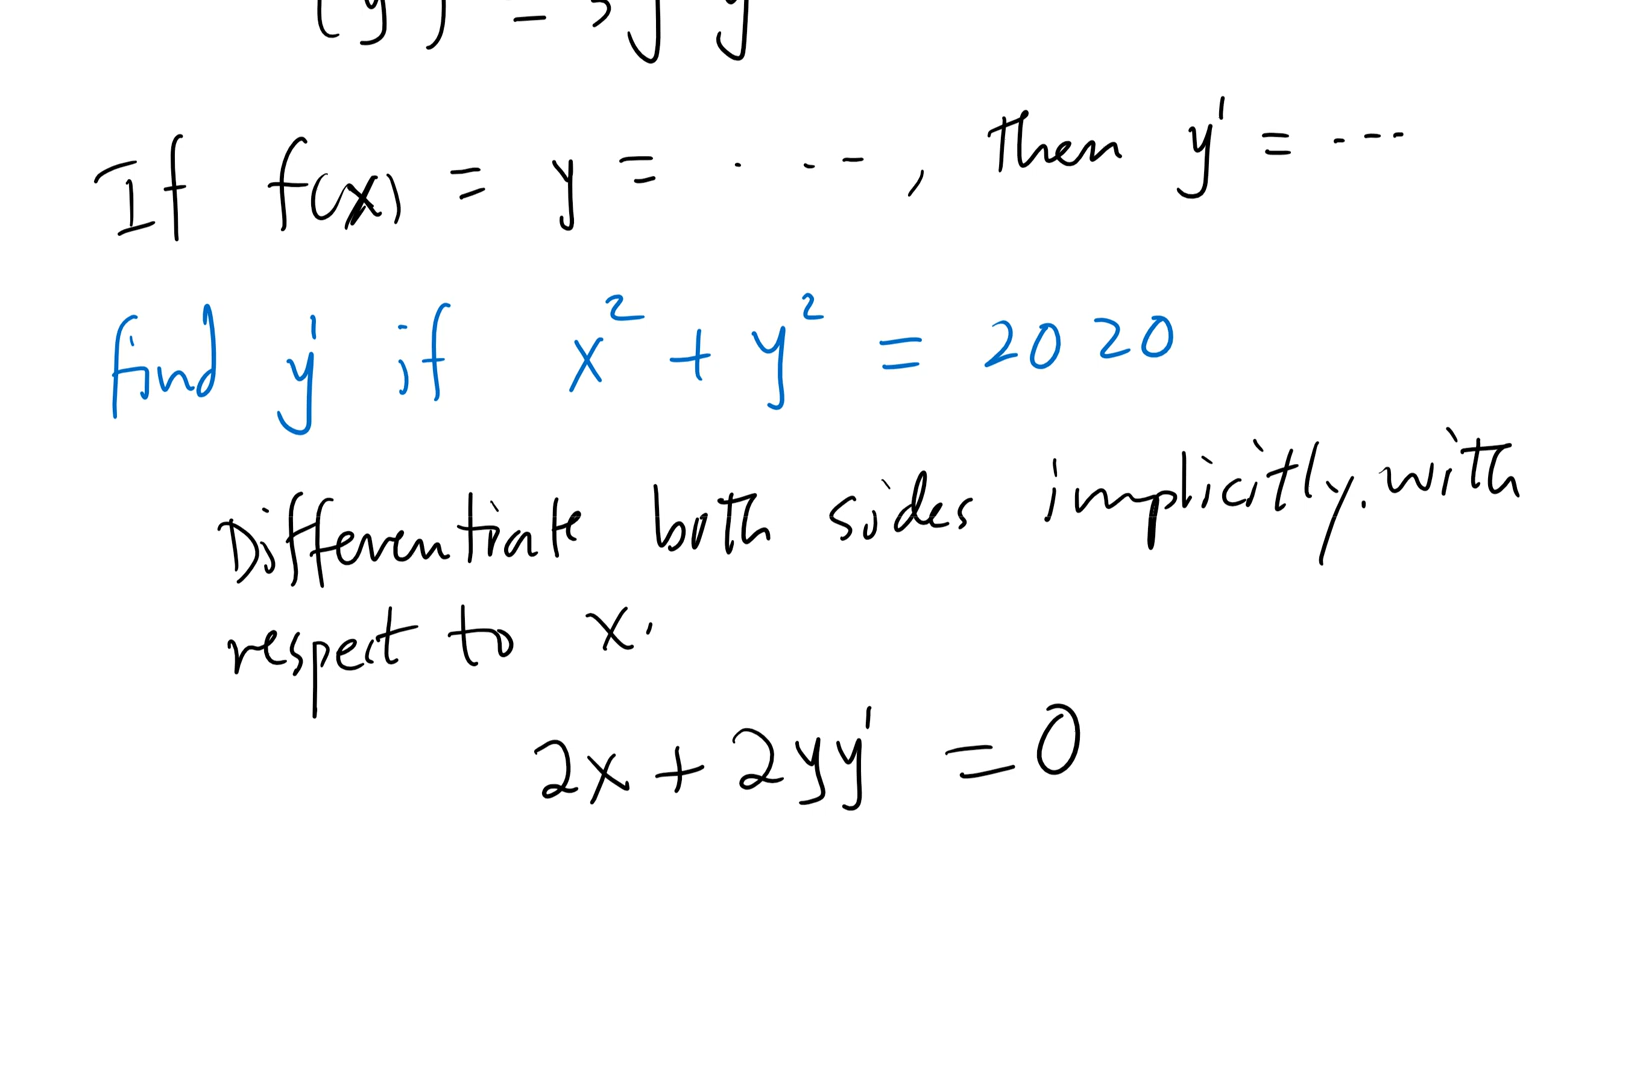 If f(x) = y = ..-- , then y' = ---
find y' if x² + y² = 2020
Differentiate both sides implicitly. with
respect to x.
2x + 2yy' = 0